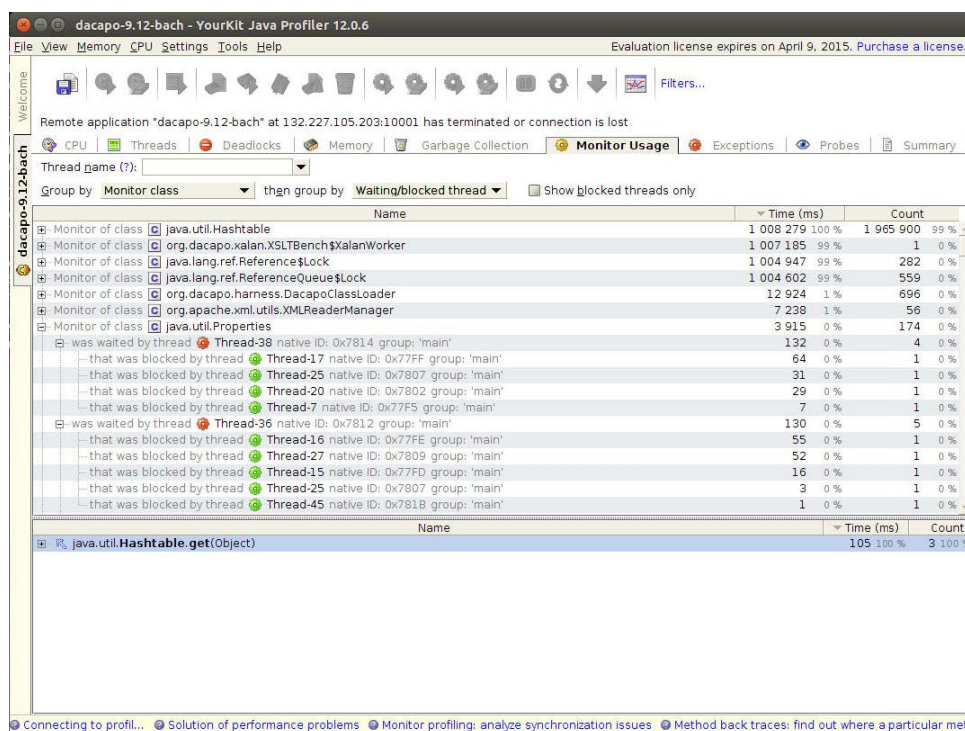 dacapo-9.12-bach - YourKit Java Profiler 12.0.6
File View Memory CPU Settings Tools Help Evaluation license expires on April 9, 2015. Purchase a license.
Welcome
dacapo-9.12-bach
Filters...
Remote application "dacapo-9.12-bach" at 132.227.105.203:10001 has terminated or connection is lost
CPU Threads Deadlocks Memory Garbage Collection Monitor Usage Exceptions Probes Summary
Thread name (?):
Group by Monitor class then group by Waiting/blocked thread Show blocked threads only
Name Time (ms) Count
Monitor of class java.util.Hashtable 1 008 279 100 % 1 965 900 99 %
Monitor of class org.dacapo.xalan.XSLTBench$XalanWorker 1 007 185 99 % 1 0 %
Monitor of class java.lang.ref.Reference$Lock 1 004 947 99 % 282 0 %
Monitor of class java.lang.ref.ReferenceQueue$Lock 1 004 602 99 % 559 0 %
Monitor of class org.dacapo.harness.DacapoClassLoader 12 924 1 % 696 0 %
Monitor of class org.apache.xml.utils.XMLReaderManager 7 238 1 % 56 0 %
Monitor of class java.util.Properties 3 915 0 % 174 0 %
was waited by thread Thread-38 native ID: 0x7814 group: 'main' 132 0 % 4 0 %
that was blocked by thread Thread-17 native ID: 0x77FF group: 'main' 64 0 % 1 0 %
that was blocked by thread Thread-25 native ID: 0x7807 group: 'main' 31 0 % 1 0 %
that was blocked by thread Thread-20 native ID: 0x7802 group: 'main' 29 0 % 1 0 %
that was blocked by thread Thread-7 native ID: 0x77F5 group: 'main' 7 0 % 1 0 %
was waited by thread Thread-36 native ID: 0x7812 group: 'main' 130 0 % 5 0 %
that was blocked by thread Thread-16 native ID: 0x77FE group: 'main' 55 0 % 1 0 %
that was blocked by thread Thread-27 native ID: 0x7809 group: 'main' 52 0 % 1 0 %
that was blocked by thread Thread-15 native ID: 0x77FD group: 'main' 16 0 % 1 0 %
that was blocked by thread Thread-25 native ID: 0x7807 group: 'main' 3 0 % 1 0 %
that was blocked by thread Thread-45 native ID: 0x781B group: 'main' 1 0 % 1 0 %
Name Time (ms) Count
java.util.Hashtable.get(Object) 105 100 % 3 100
Connecting to profil... Solution of performance problems Monitor profiling: analyze synchronization issues Method back traces: find out where a particular met